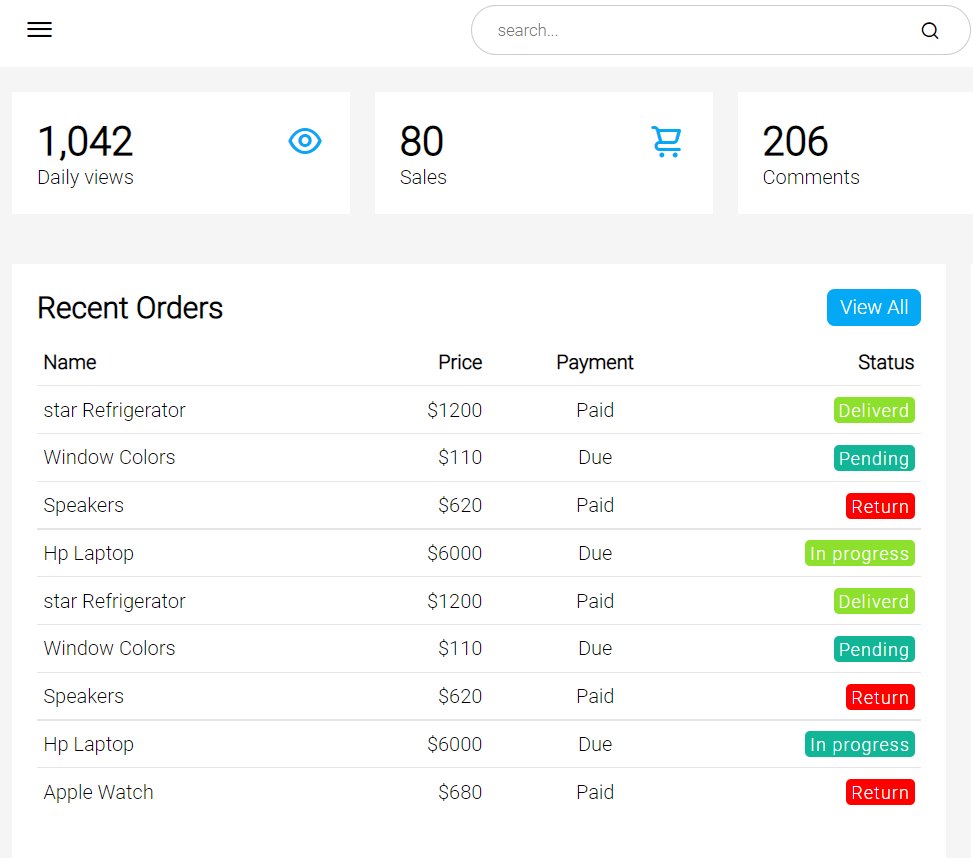 search...
1,042
Daily views
80
Sales
206
Comments
Recent Orders
View All
Name Price Payment Status
star Refrigerator $1200 Paid Deliverd
Window Colors $110 Due Pending
Speakers $620 Paid Return
Hp Laptop $6000 Due In progress
star Refrigerator $1200 Paid Deliverd
Window Colors $110 Due Pending
Speakers $620 Paid Return
Hp Laptop $6000 Due In progress
Apple Watch $680 Paid Return